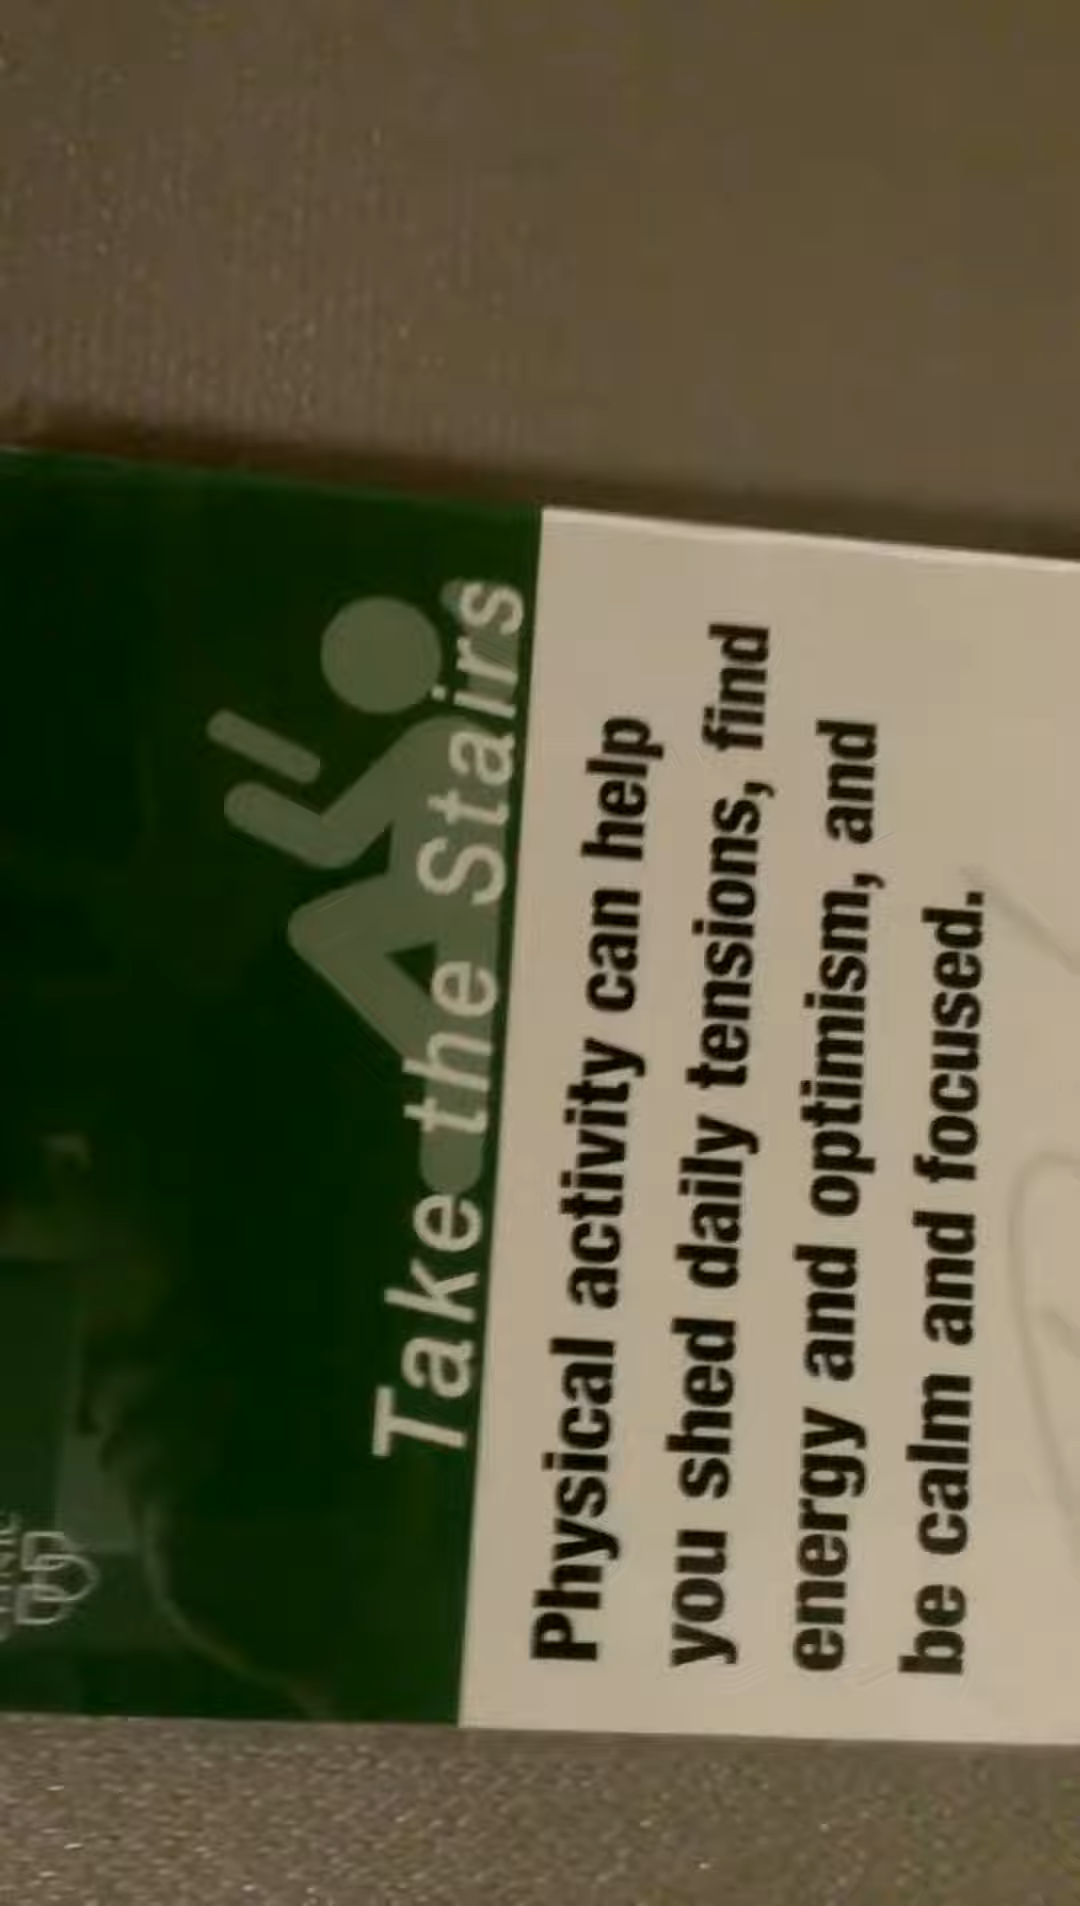 Take the Stairs
Physical activity can help
you shed daily tensions, find
energy and optimism, and
be calm and focused.